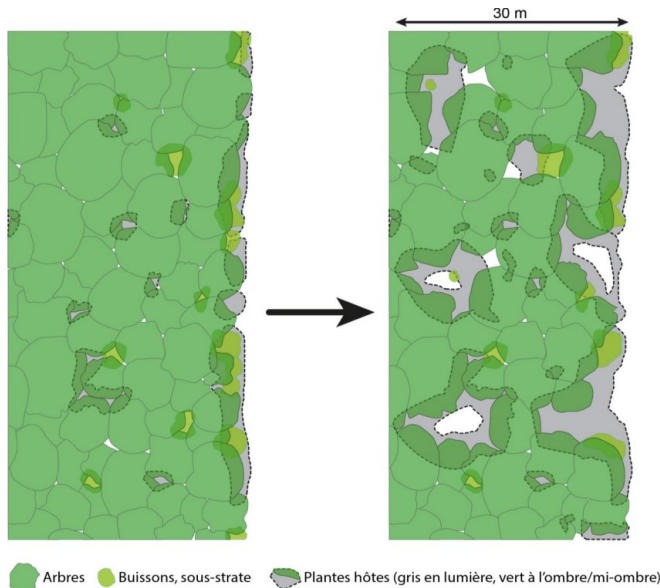 30 m
Arbres Buissons, sous-strate Plantes hôtes (gris en lumière, vert à l'ombre/mi-ombre)